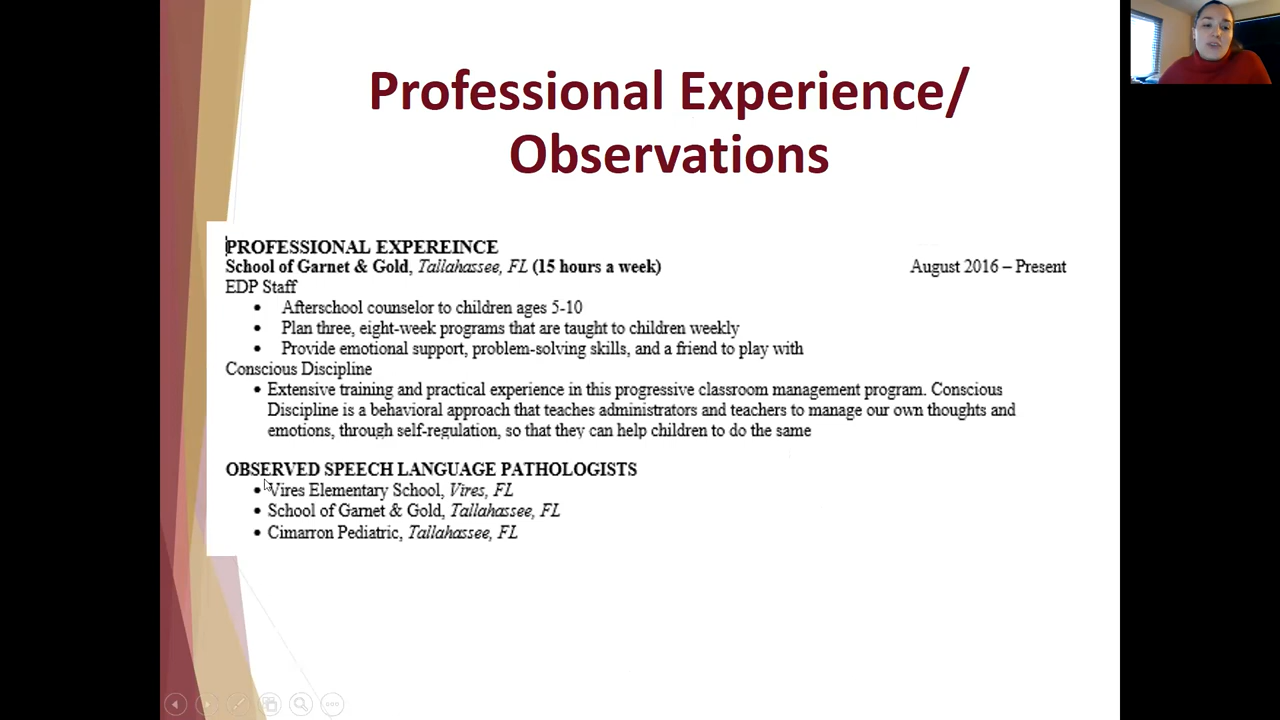 Professional Experience/
Observations
PROFESSIONAL EXPEREINCE
School of Garnet & Gold, Tallahassee, FL (15 hours a week) August 2016 – Present
EDP Staff
• Afterschool counselor to children ages 5-10
• Plan three, eight-week programs that are taught to children weekly
• Provide emotional support, problem-solving skills, and a friend to play with
Conscious Discipline
• Extensive training and practical experience in this progressive classroom management program. Conscious
Discipline is a behavioral approach that teaches administrators and teachers to manage our own thoughts and
emotions, through self-regulation, so that they can help children to do the same
OBSERVED SPEECH LANGUAGE PATHOLOGISTS
• Vires Elementary School, Vires, FL
• School of Garnet & Gold, Tallahassee, FL
• Cimarron Pediatric, Tallahassee, FL